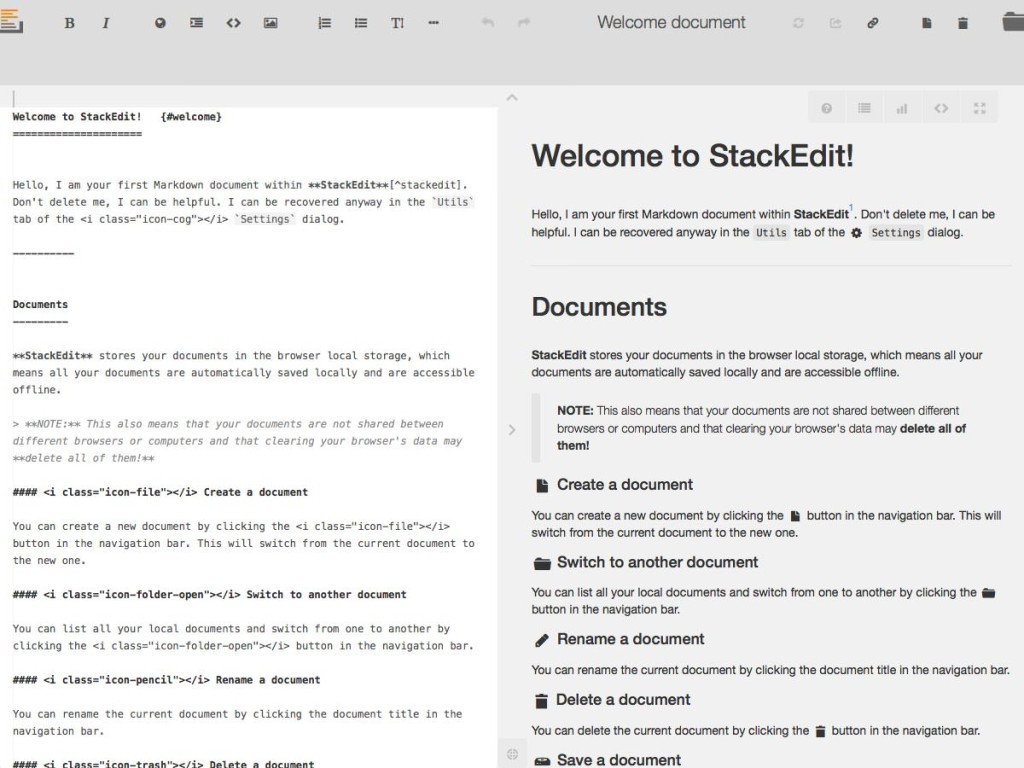 B I T! Welcome document
Welcome to StackEdit!   {#welcome}
=====================
Hello, I am your first Markdown document within **StackEdit**[^stackedit].
Don't delete me, I can be helpful. I can be recovered anyway in the `Utils`
tab of the <i class="icon-cog"></i> `Settings` dialog.
----------
Documents
---------
**StackEdit** stores your documents in the browser local storage, which
means all your documents are automatically saved locally and are accessible
offline.
> **NOTE:** This also means that your documents are not shared between
different browsers or computers and that clearing your browser's data may
**delete all of them!**
#### <i class="icon-file"></i> Create a document
You can create a new document by clicking the <i class="icon-file"></i>
button in the navigation bar. This will switch from the current document to
the new one.
#### <i class="icon-folder-open"></i> Switch to another document
You can list all your local documents and switch from one to another by
clicking the <i class="icon-folder-open"></i> button in the navigation bar.
#### <i class="icon-pencil"></i> Rename a document
You can rename the current document by clicking the document title in the
navigation bar.
#### <i class="icon-trash"></i> Delete a document
Welcome to StackEdit!
Hello, I am your first Markdown document within StackEdit1. Don't delete me, I can be
helpful. I can be recovered anyway in the Utils tab of the Settings dialog.
Documents
StackEdit stores your documents in the browser local storage, which means all your
documents are automatically saved locally and are accessible offline.
NOTE: This also means that your documents are not shared between different
browsers or computers and that clearing your browser's data may delete all of
them!
Create a document
You can create a new document by clicking the button in the navigation bar. This will
switch from the current document to the new one.
Switch to another document
You can list all your local documents and switch from one to another by clicking the
button in the navigation bar.
Rename a document
You can rename the current document by clicking the document title in the navigation bar.
Delete a document
You can delete the current document by clicking the button in the navigation bar.
Save a document